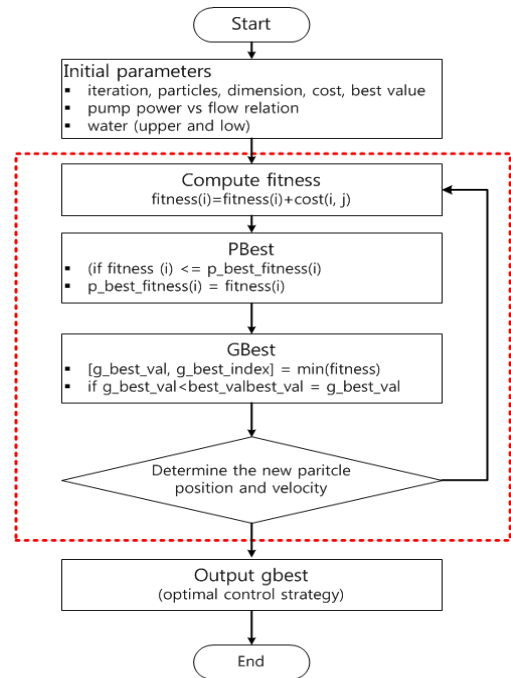 Start
Initial parameters
▪ iteration, particles, dimension, cost, best value
▪ pump power vs flow relation
▪ water (upper and low)
Compute fitness
fitness(i)=fitness(i)+cost(i, j)
PBest
▪ (if fitness (i) <= p_best_fitness(i)
▪ p_best_fitness(i) = fitness(i)
GBest
▪ [g_best_val, g_best_index] = min(fitness)
▪ if g_best_val<best_valbest_val = g_best_val
Determine the new paritcle
position and velocity
Output gbest
(optimal control strategy)
End